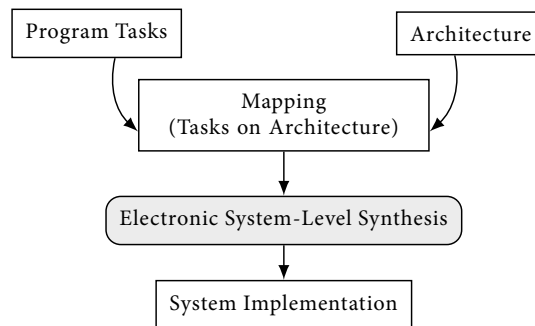 Program Tasks
Architecture
Mapping
(Tasks on Architecture)
Electronic System-Level Synthesis
System Implementation